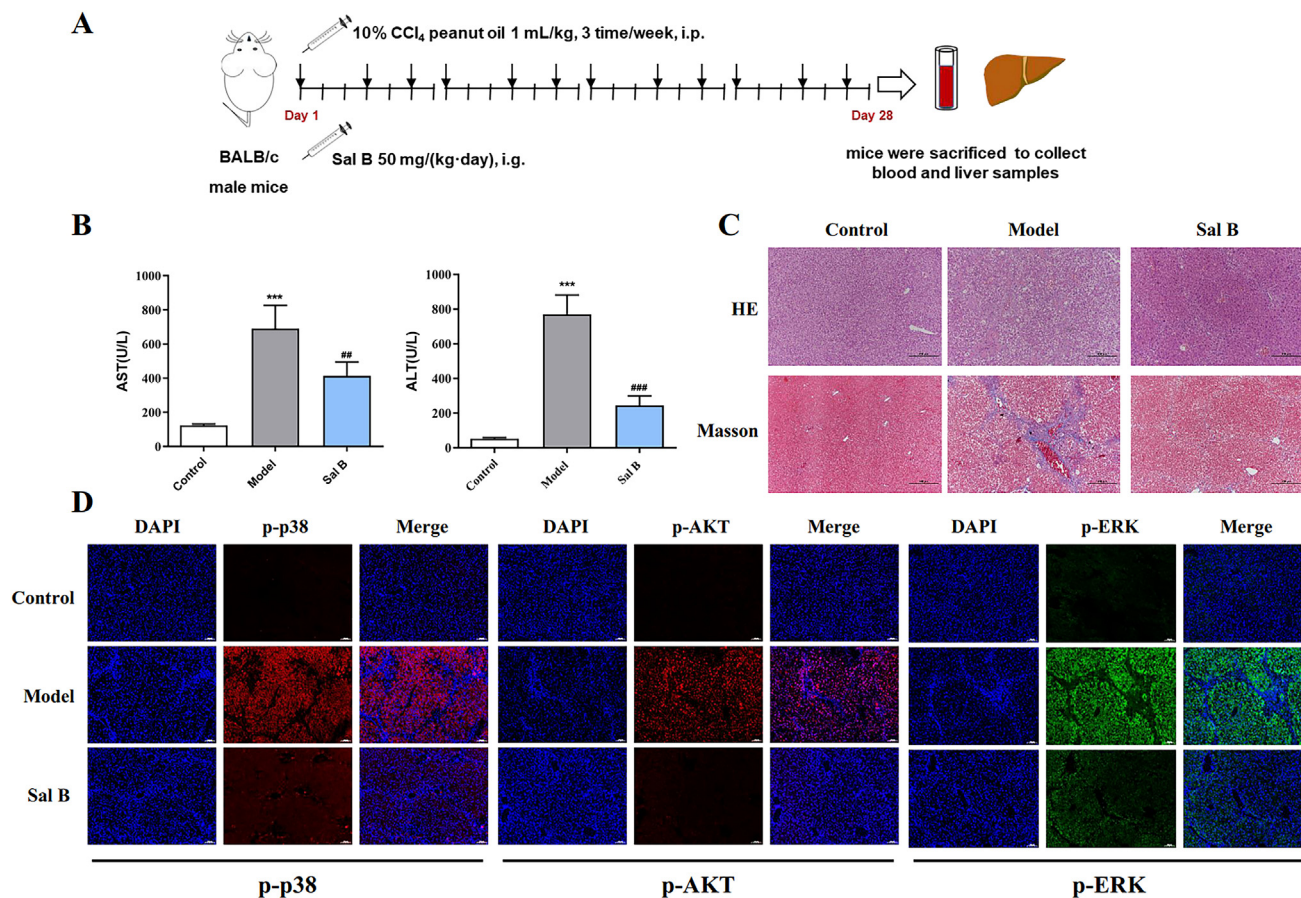 A
10% CCl₄ peanut oil 1 mL/kg, 3 time/week, i.p.
Day 1
Day 28
Sal B 50 mg/(kg·day), i.g.
BALB/c
male mice
mice were sacrificed to collect
blood and liver samples
B
AST(U/L)
1000
800
600
400
200
0
***
##
Control
Model
Sal B
ALT(U/L)
1000
800
600
400
200
0
***
###
Control
Model
Sal B
C
Control Model Sal B
HE
Masson
D
DAPI p-p38 Merge DAPI p-AKT Merge DAPI p-ERK Merge
Control
Model
Sal B
p-p38 p-AKT p-ERK